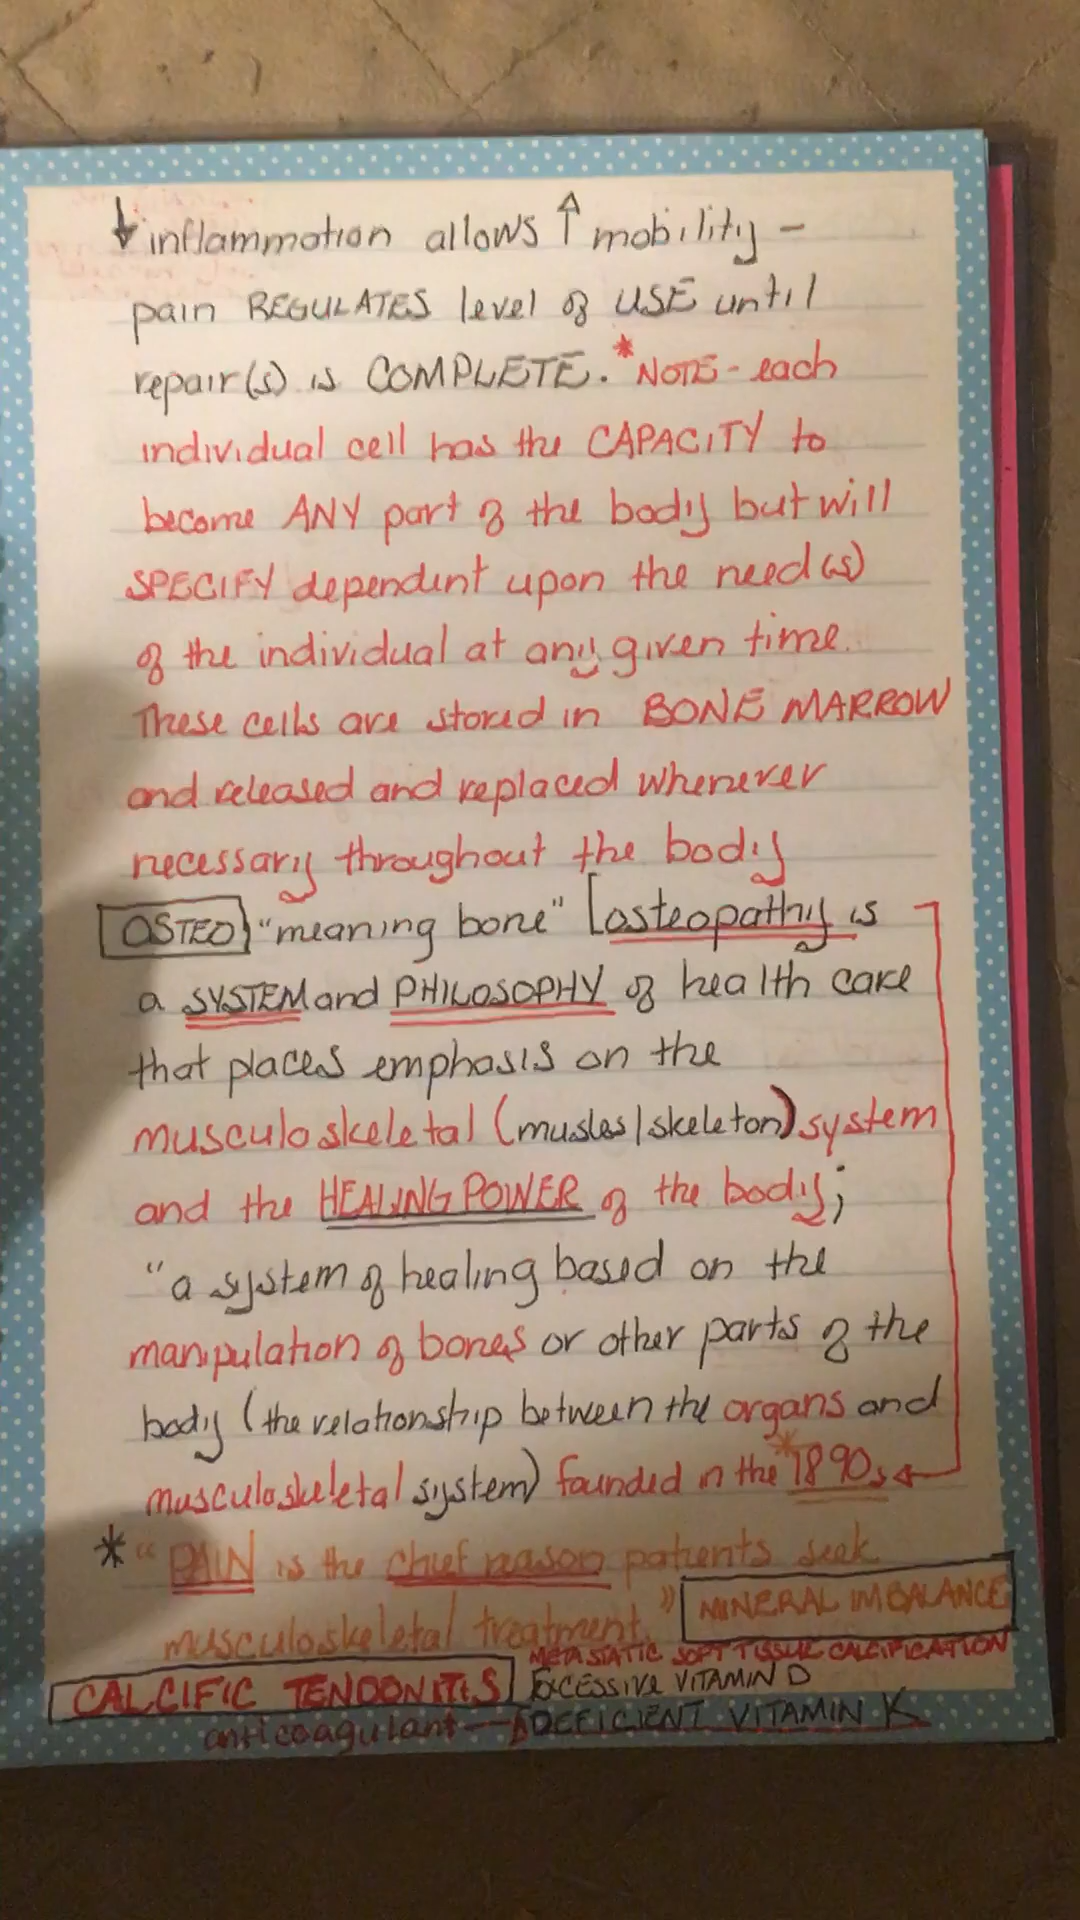 ↓ inflammation allows ↑ mobility -
pain REGULATES level of USE until
repair(s) is COMPLETE. *NOTE - each
individual cell has the CAPACITY to
become ANY part of the body but will
SPECIFY dependent upon the need(s)
of the individual at any given time.
These cells are stored in BONE MARROW
and released and replaced whenever
necessary throughout the body
OSTEO "meaning bone" [osteopathy is
a SYSTEM and PHILOSOPHY of health care
that places emphasis on the
musculoskeletal (musles/skeleton) system
and the HEALING POWER of the body;
"a system of healing based on the
manipulation of bones or other parts of the
body (the relationship between the organs and
musculoskeletal system) founded in the *1890s ←
* "PAIN is the chief reason patients seek
musculoskeletal treatment." MINERAL IMBALANCE
METASTATIC SOFT TISSUE CALCIFICATION
CALCIFIC TENDONITIS EXCESSIVE VITAMIN D
anticoagulant DEFICIENT VITAMIN K